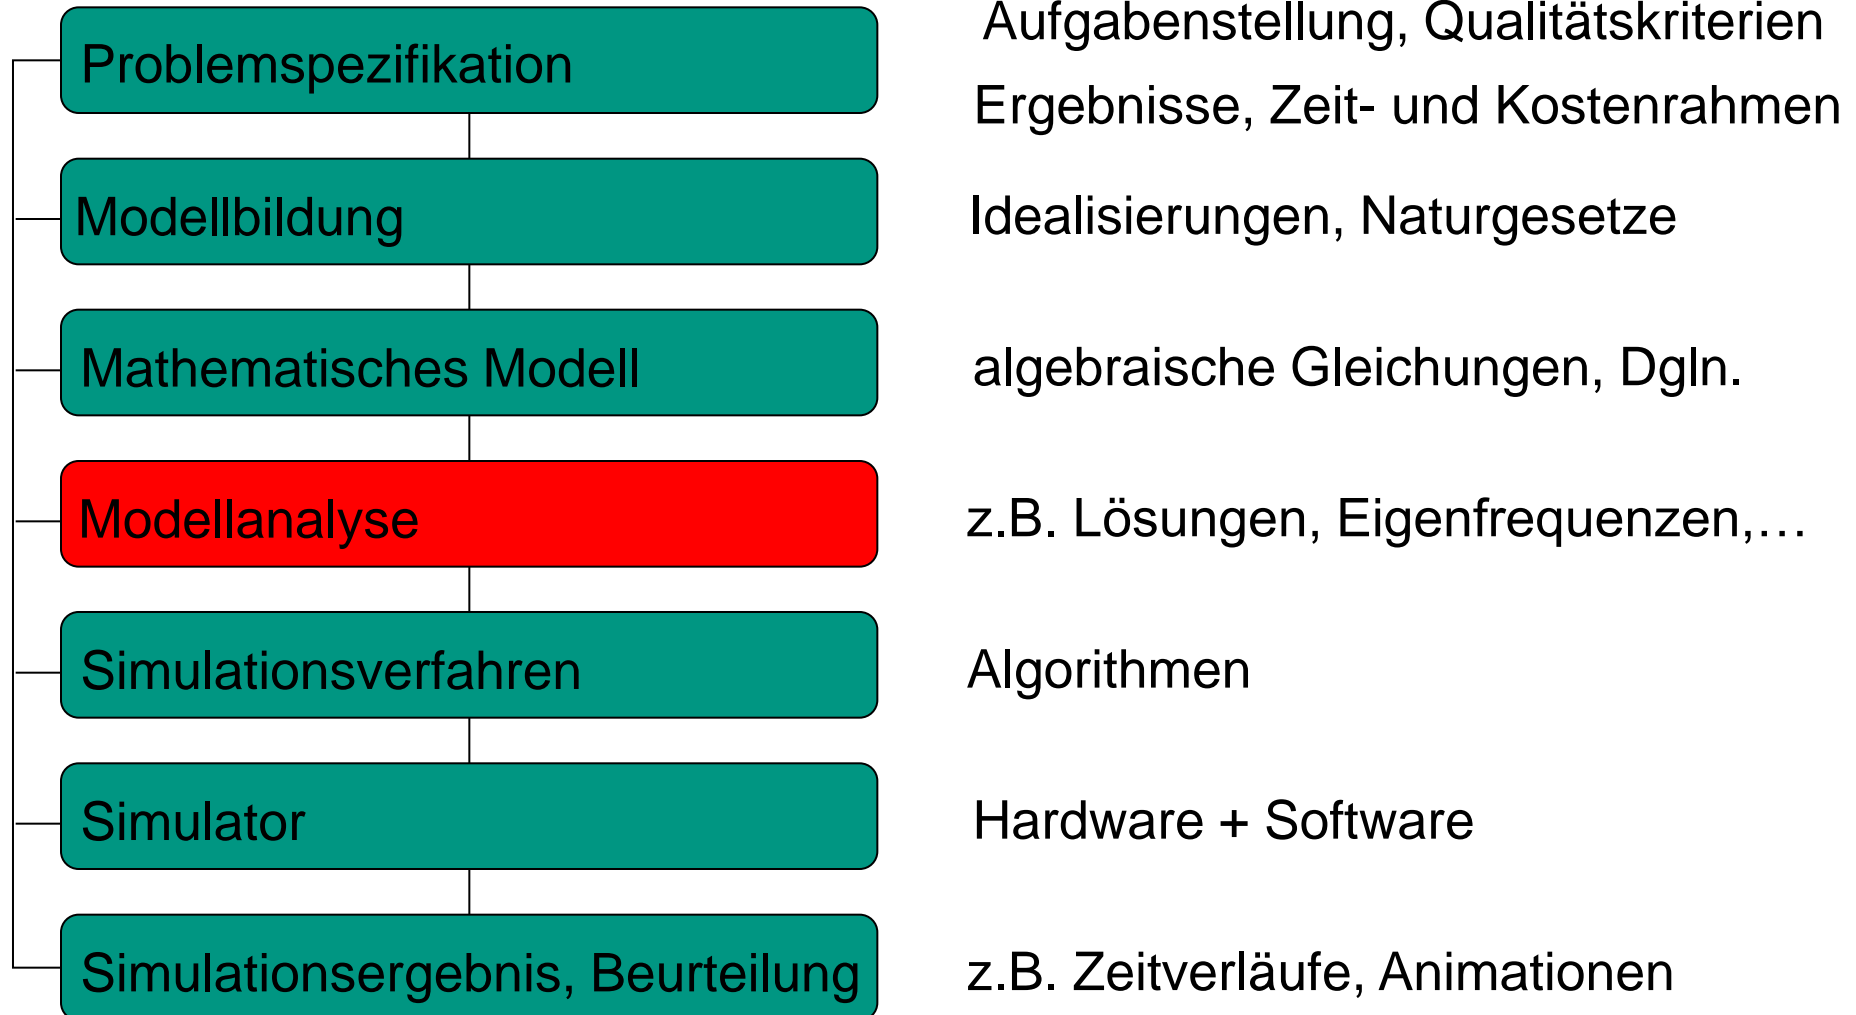 Problemspezifikation
Aufgabenstellung, Qualitätskriterien
Ergebnisse, Zeit- und Kostenrahmen
Modellbildung
Idealisierungen, Naturgesetze
Mathematisches Modell
algebraische Gleichungen, Dgln.
Modellanalyse
z.B. Lösungen, Eigenfrequenzen,…
Simulationsverfahren
Algorithmen
Simulator
Hardware + Software
Simulationsergebnis, Beurteilung
z.B. Zeitverläufe, Animationen